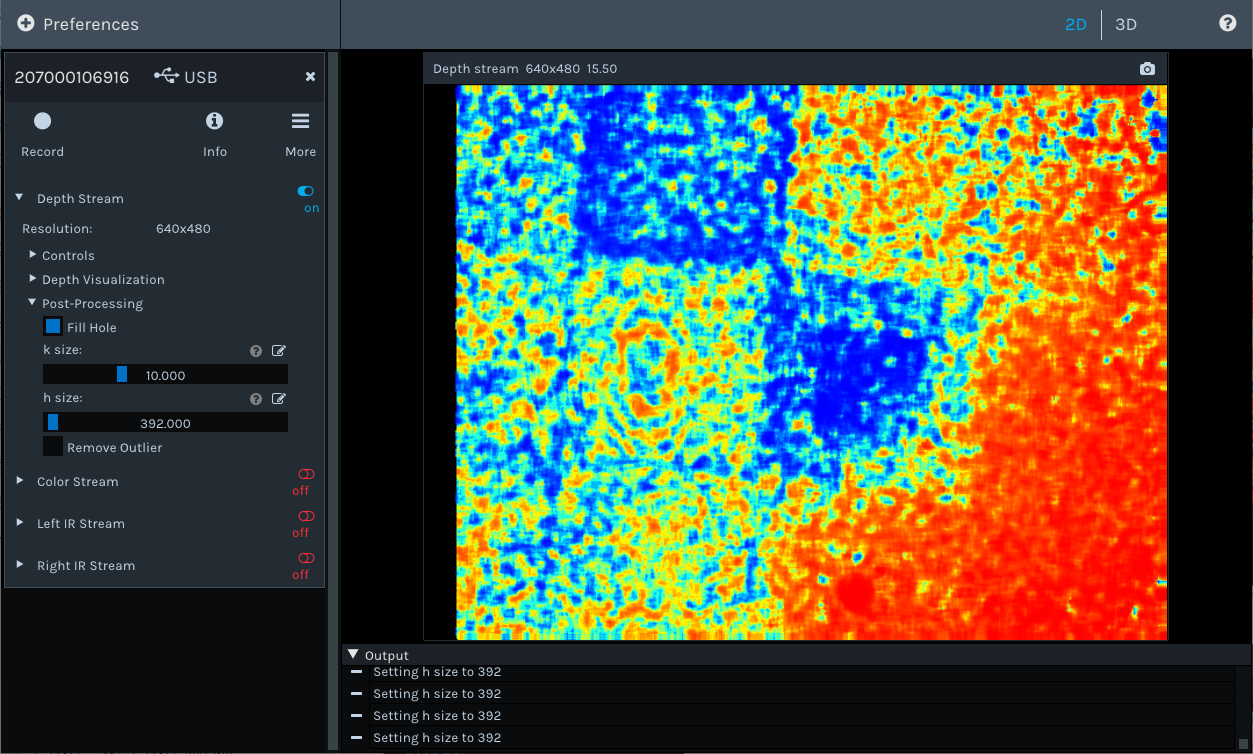 Preferences
2D 3D
207000106916 USB
Depth stream 640x480 15.50
Record Info More
Depth Stream
on
Resolution: 640x480
Controls
Depth Visualization
Post-Processing
Fill Hole
k size:
10.000
h size:
392.000
Remove Outlier
Color Stream
off
Left IR Stream
off
Right IR Stream
off
Output
Setting h size to 392
Setting h size to 392
Setting h size to 392
Setting h size to 392